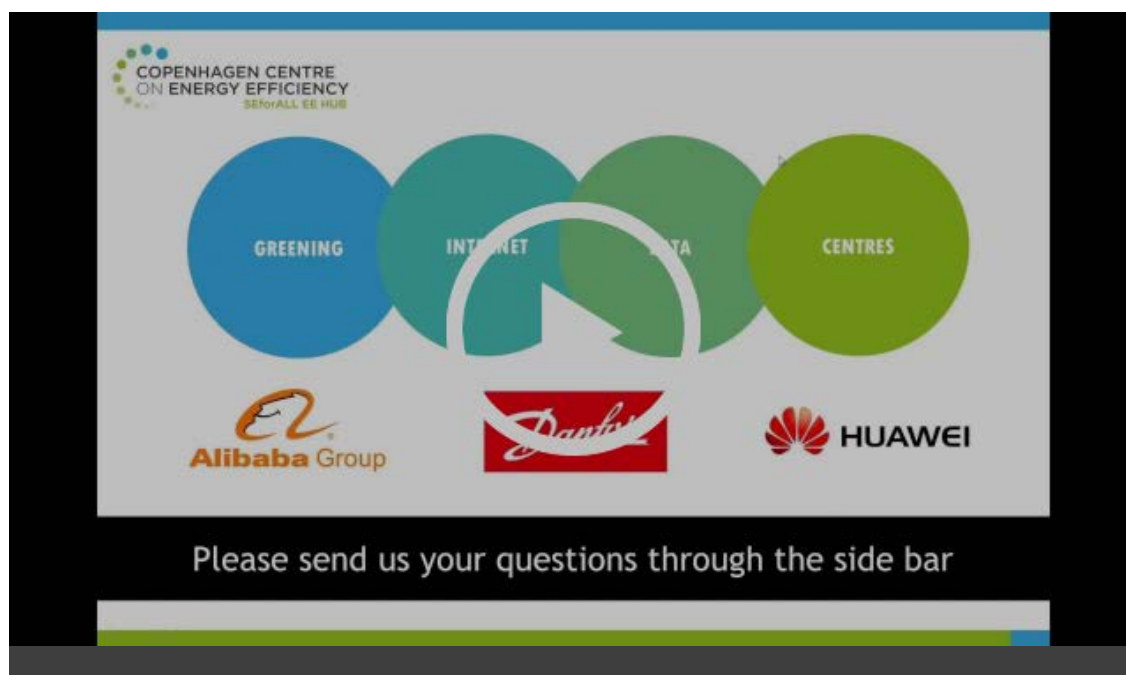 COPENHAGEN CENTRE
ON ENERGY EFFICIENCY
SEforALL EE HUB
GREENING
CENTRES
Alibaba Group
HUAWEI
Please send us your questions through the side bar